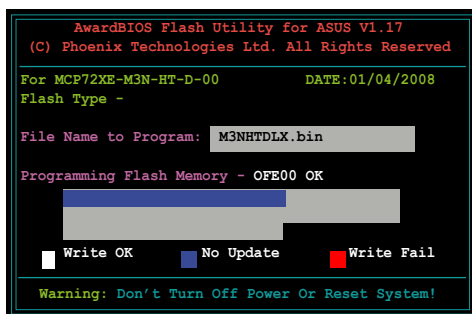 AwardBIOS Flash Utility for ASUS V1.17
(C) Phoenix Technologies Ltd. All Rights Reserved
For MCP72XE-M3N-HT-D-00 DATE:01/04/2008
Flash Type -
File Name to Program: M3NHTDLX.bin
Programming Flash Memory - OFE00 OK
Write OK No Update Write Fail
Warning: Don't Turn Off Power Or Reset System!